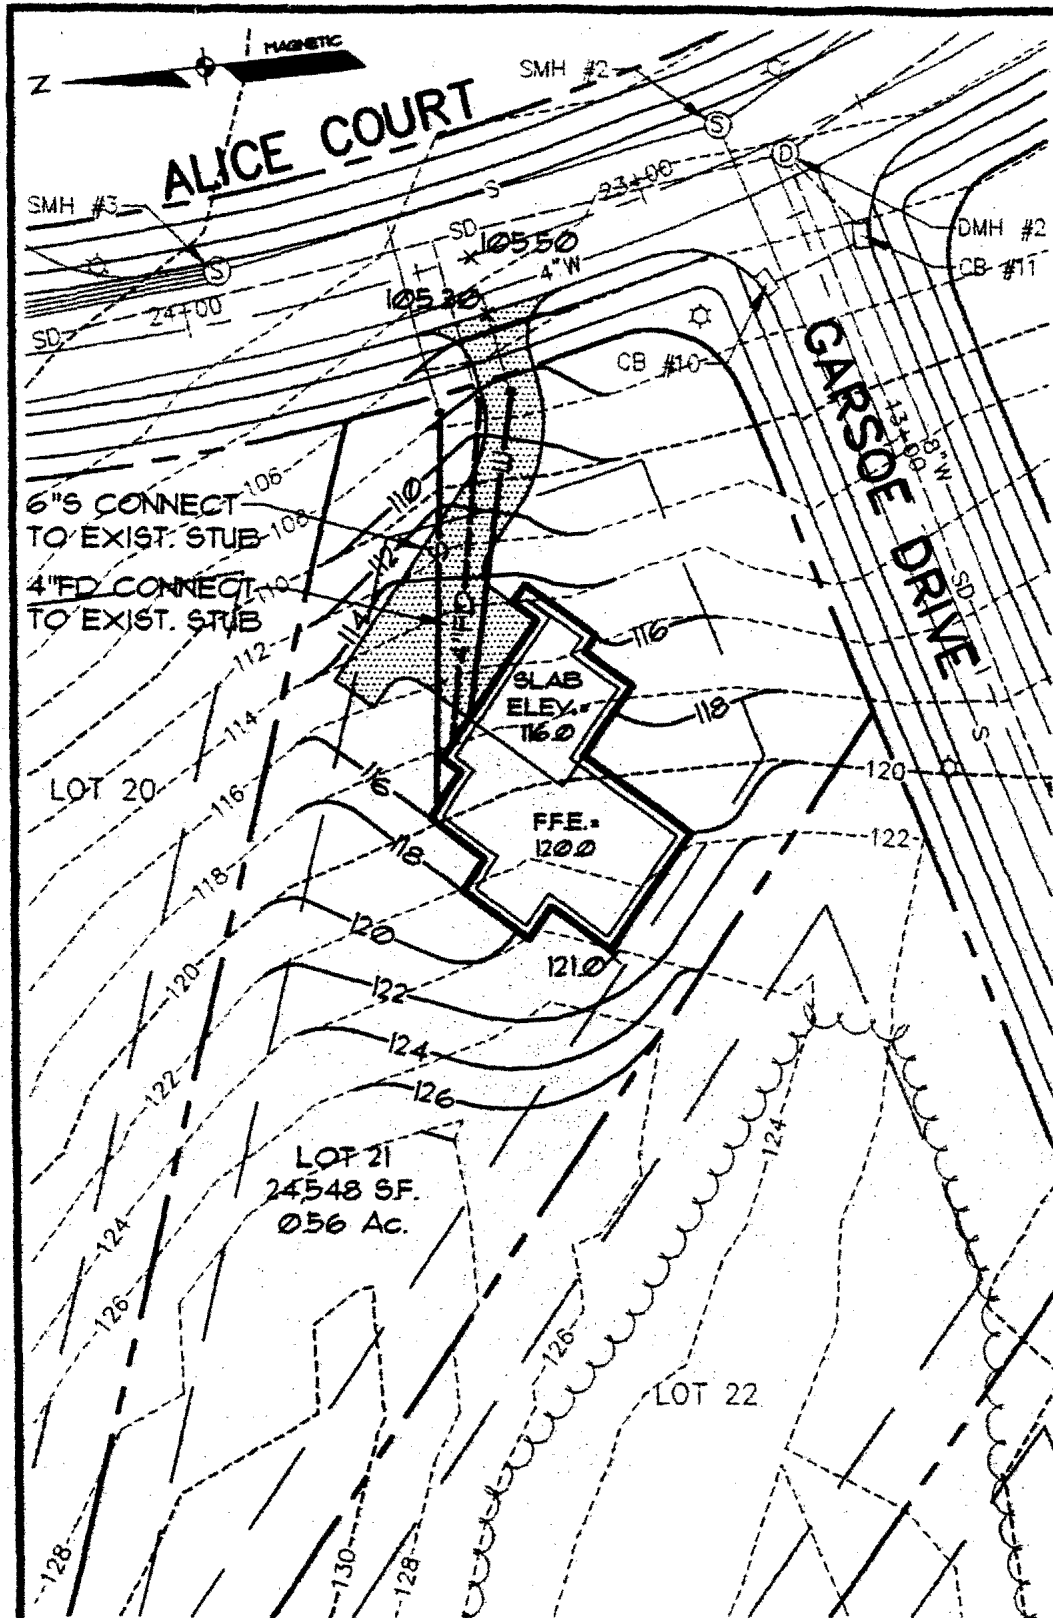 MAGNETIC
Z
SMH #2
ALICE COURT
S
D
SMH #3
S
23+00
SD
105.50
DMH #2
4"W
CB #11
S
24+00
105.30
SD
CB #10
GARSOE DRIVE
13+00
8"W
106
110
U
6"S CONNECT
TO EXIST. STUB
108
112
S
4"FD CONNECT
TO EXIST. STUB
110
SD
114
4"FD
116
112
SLAB
ELEV.=
116.0
118
114
S
LOT 20
116
116
120
F.F.E.=
120.0
118
122
118
120
121.0
120
122
124
122
126
124
LOT 21
24,548 S.F.
0.56 Ac.
124
126
126
LOT 22
128
130
128